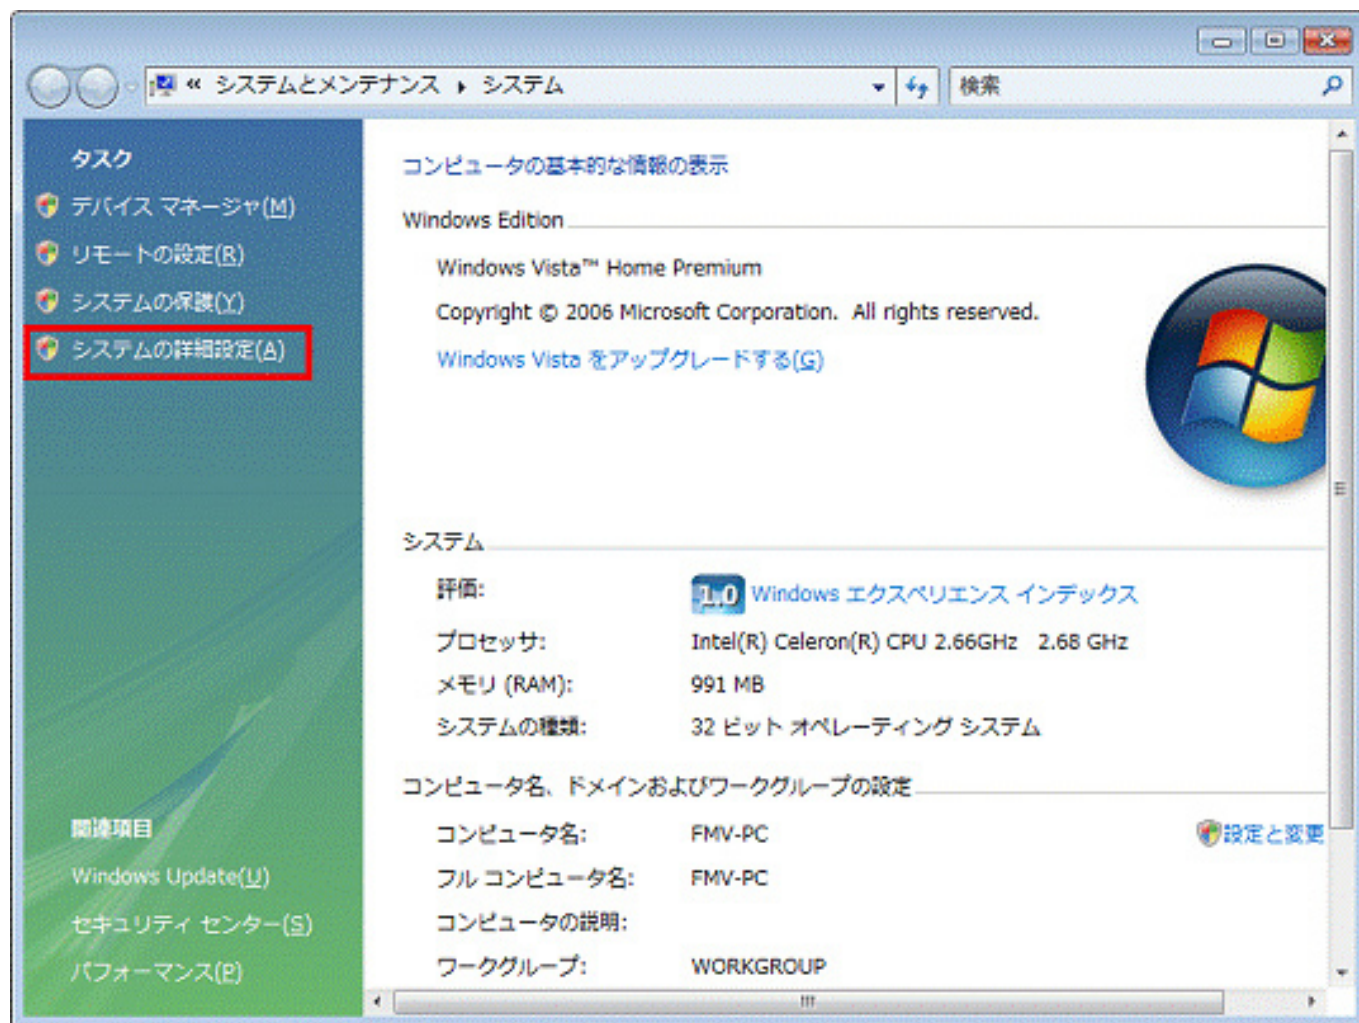 « システムとメンテナンス ▸ システム
検索
タスク
デバイス マネージャ(M)
リモートの設定(R)
システムの保護(Y)
システムの詳細設定(A)
コンピュータの基本的な情報の表示
Windows Edition
Windows Vista™ Home Premium
Copyright © 2006 Microsoft Corporation. All rights reserved.
Windows Vista をアップグレードする(G)
システム
評価: 1.0 Windows エクスペリエンス インデックス
プロセッサ: Intel(R) Celeron(R) CPU 2.66GHz 2.68 GHz
メモリ (RAM): 991 MB
システムの種類: 32 ビット オペレーティング システム
コンピュータ名、ドメインおよびワークグループの設定
コンピュータ名: FMV-PC 設定と変更
フル コンピュータ名: FMV-PC
コンピュータの説明:
ワークグループ: WORKGROUP
関連項目
Windows Update(U)
セキュリティ センター(S)
パフォーマンス(P)